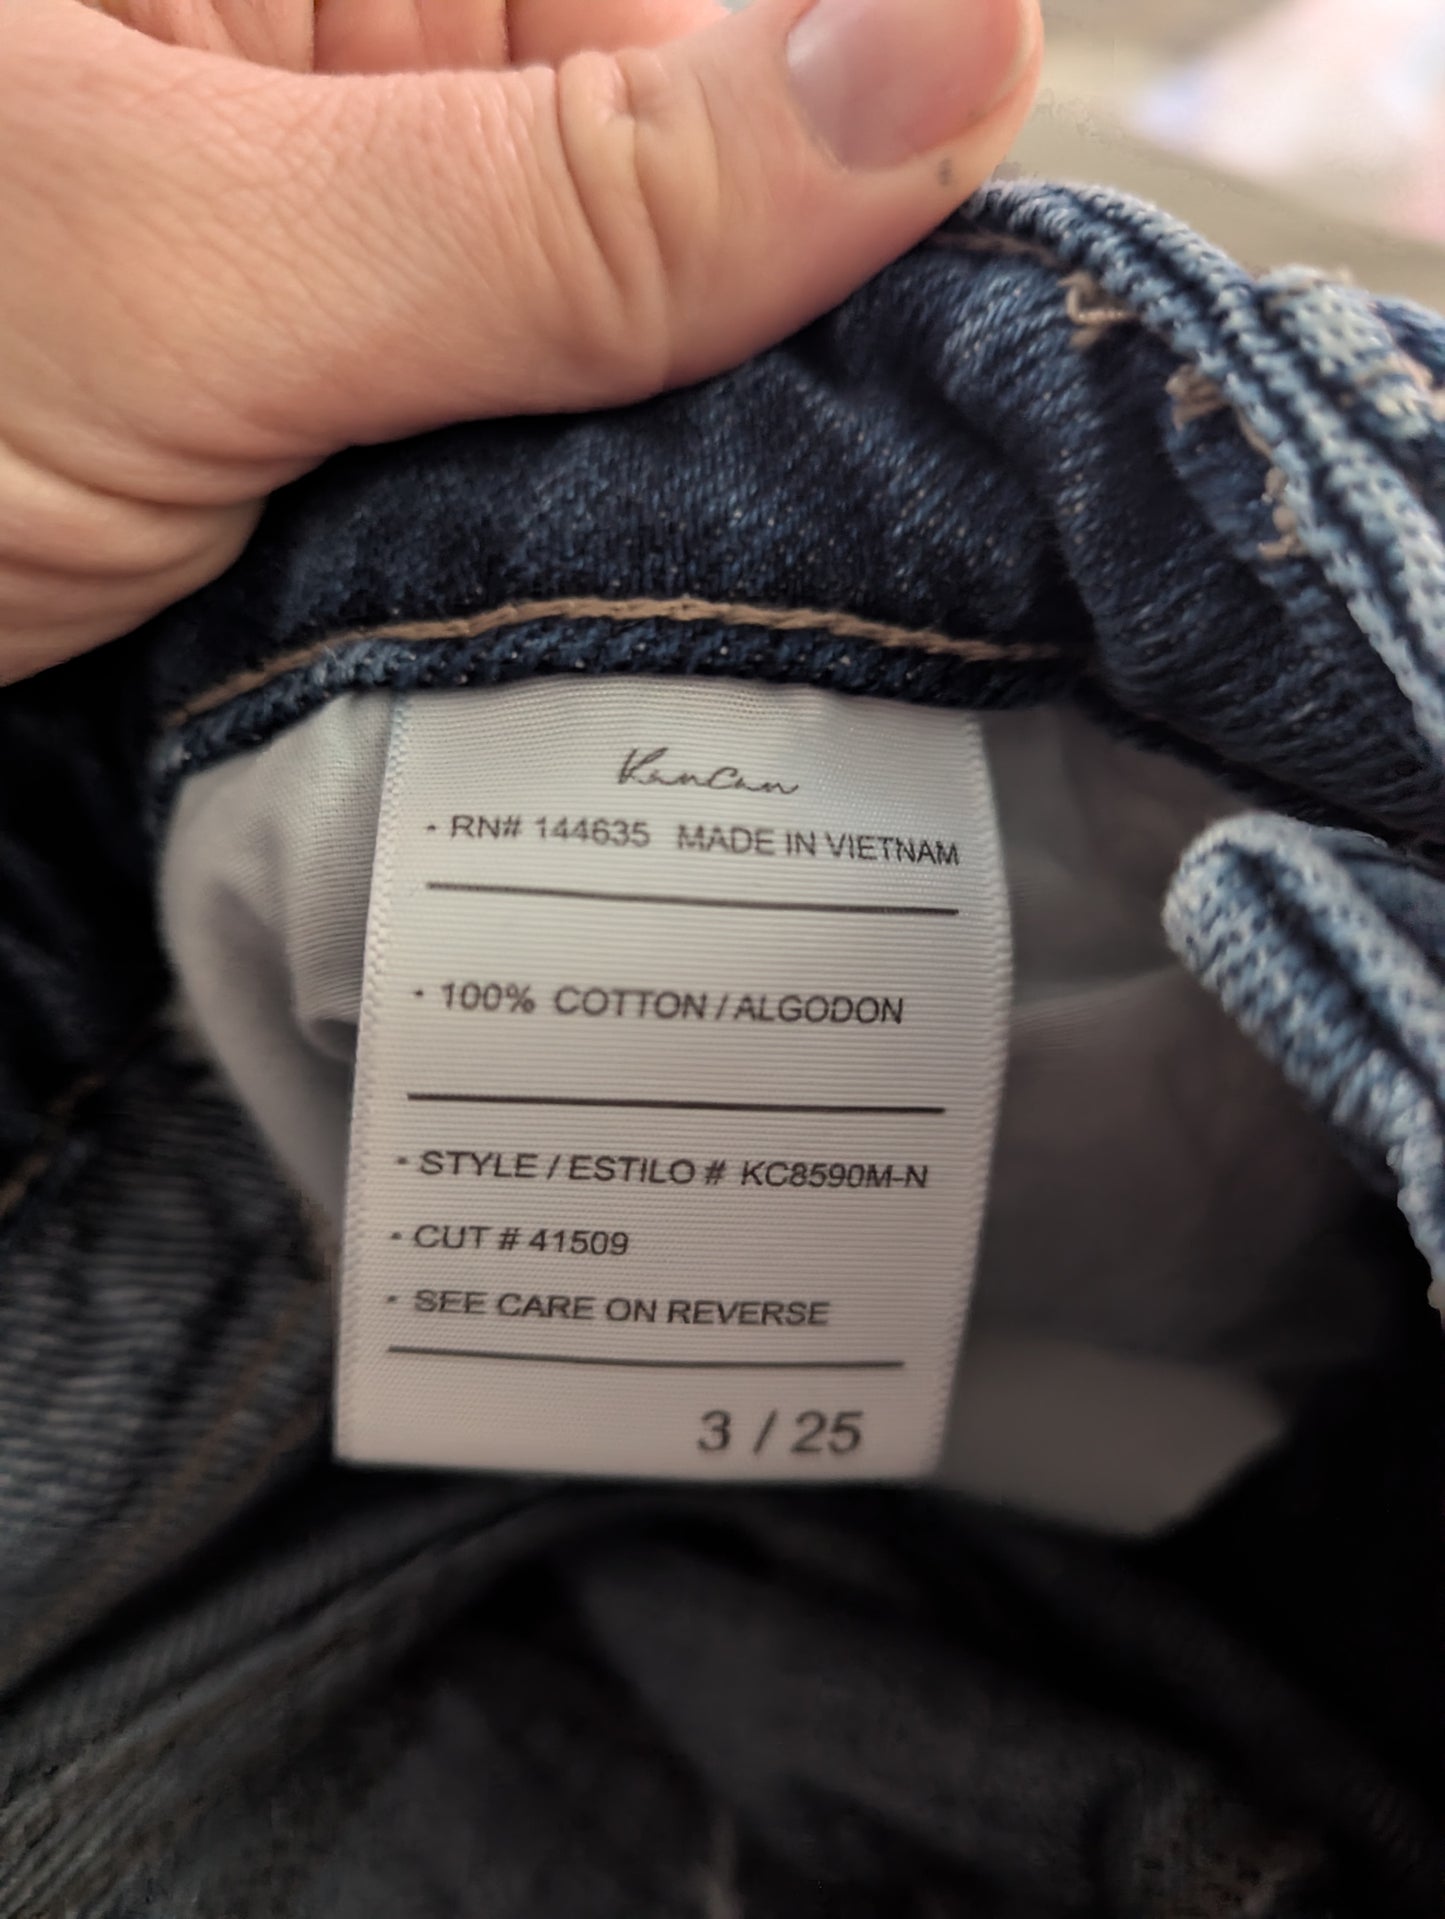 KanCan
• RN# 144635 MADE IN VIETNAM
• 100% COTTON / ALGODON
• STYLE / ESTILO # KC8590M-N
• CUT # 41509
• SEE CARE ON REVERSE
3 / 25